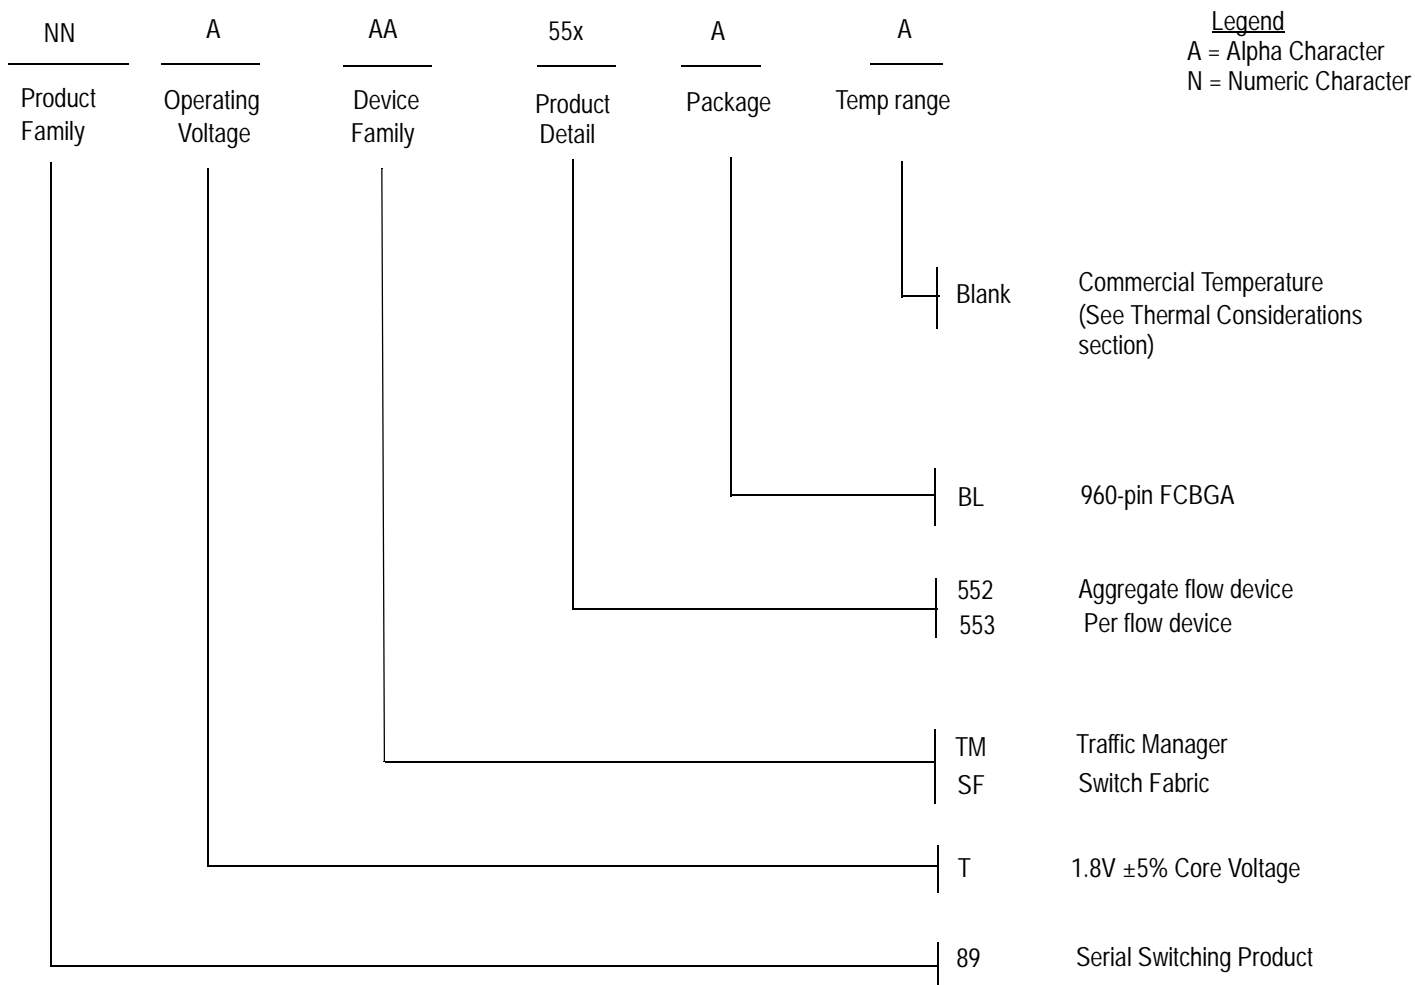 NN A AA 55x A A
Legend
A = Alpha Character
N = Numeric Character
Product Family
Operating Voltage
Device Family
Product Detail
Package
Temp range
Blank Commercial Temperature
(See Thermal Considerations
section)
BL 960-pin FCBGA
552 Aggregate flow device
553 Per flow device
TM Traffic Manager
SF Switch Fabric
T 1.8V ±5% Core Voltage
89 Serial Switching Product